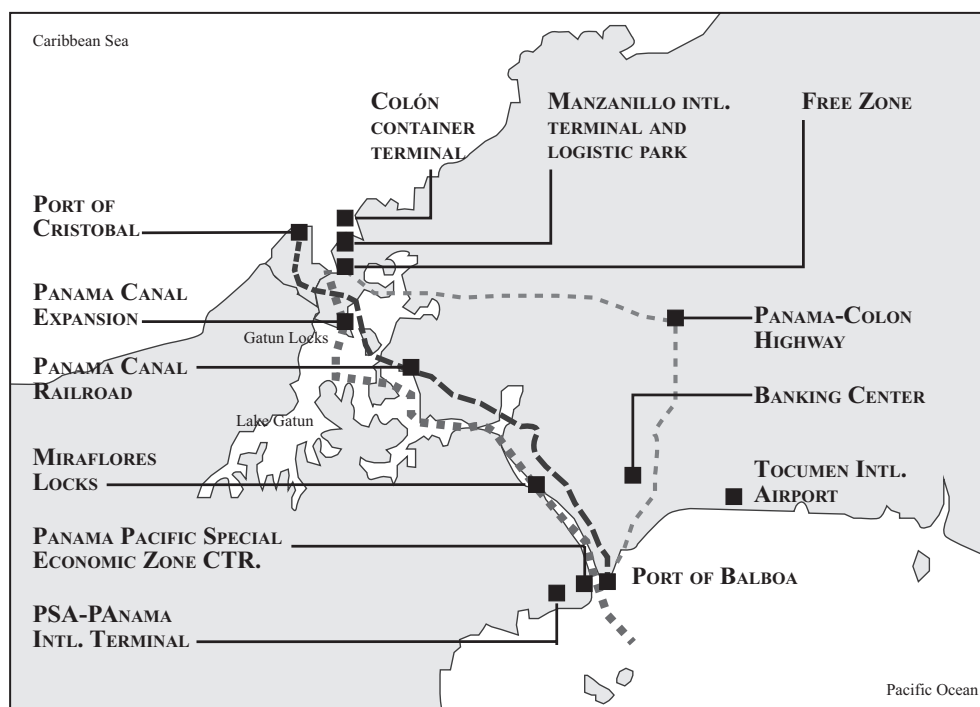 Caribbean Sea
Colón
container
terminal
Manzanillo intl.
terminal and
logistic park
Free Zone
Port of
Cristobal
Panama Canal
Expansion
Gatun Locks
Panama-Colon
Highway
Panama Canal
Railroad
Banking Center
Lake Gatun
Miraflores
Locks
Tocumen Intl.
Airport
Panama Pacific Special
Economic Zone CTR.
Port of Balboa
PSA-PAnama
Intl. Terminal
Pacific Ocean